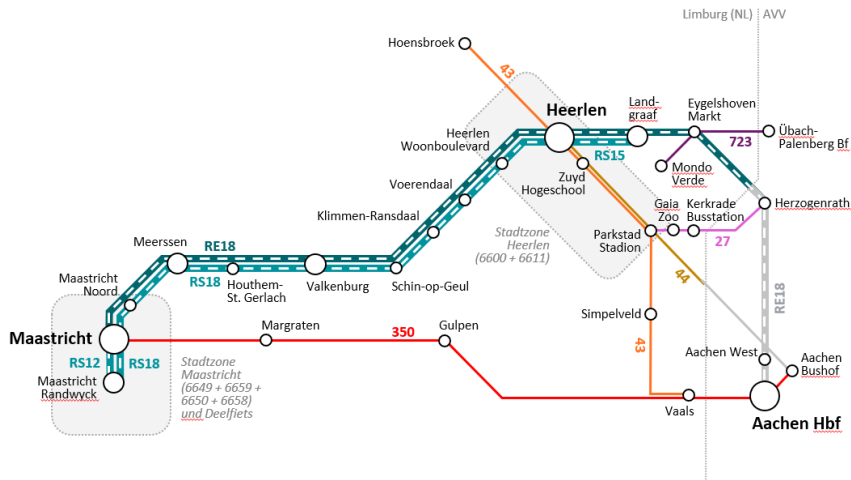 Limburg (NL)
AVV
Hoensbroek
43
Heerlen
Land-
graaf
Eygelshoven
Markt
Übach-
Palenberg Bf
723
RS15
Mondo
Verde
Heerlen
Woonboulevard
Zuyd
Hogeschool
Voerendaal
Klimmen-Ransdaal
Gaia
Zoo
Kerkrade
Busstation
Herzogenrath
27
Parkstad
Stadion
Stadtzone
Heerlen
(6600 + 6611)
Meerssen
RE18
RS18
Houthem-
St. Gerlach
Valkenburg
Schin-op-Geul
44
RE18
Maastricht
Noord
Simpelveld
Maastricht
Margraten
350
Gulpen
43
Aachen West
Aachen
Bushof
RS12
RS18
Maastricht
Randwyck
Stadtzone
Maastricht
(6649 + 6659 +
6650 + 6658)
und Deelfiets
Vaals
Aachen Hbf